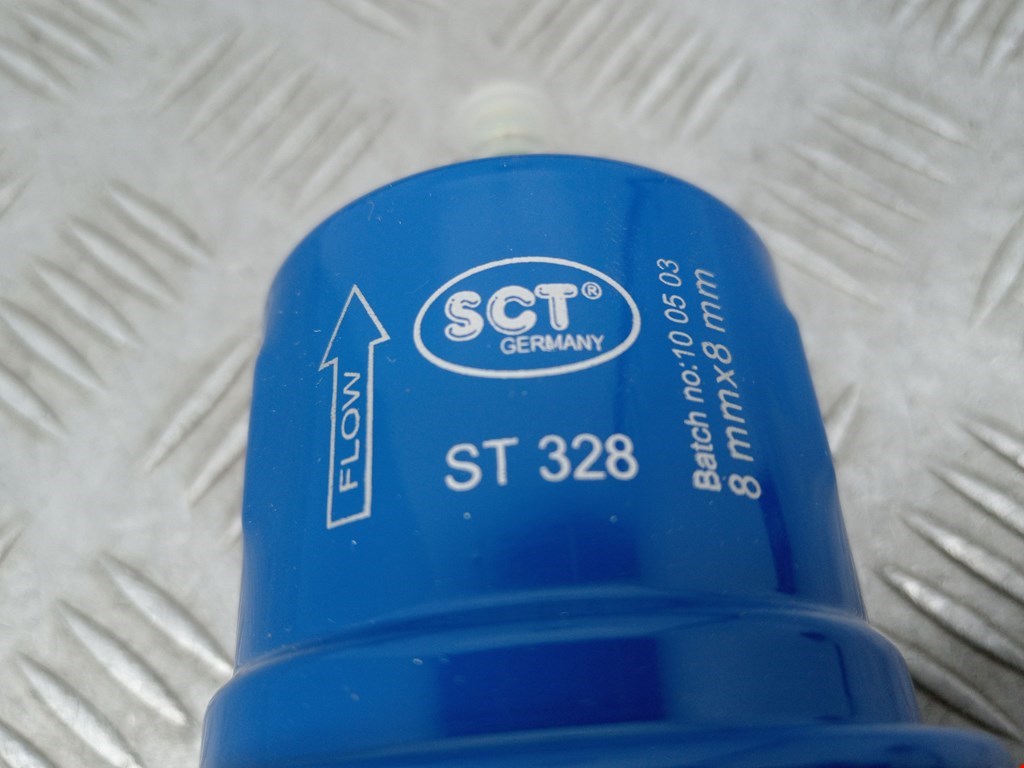 SCT®
GERMANY
FLOW
ST 328
Batch no:10 05 03
8 mmx8 mm